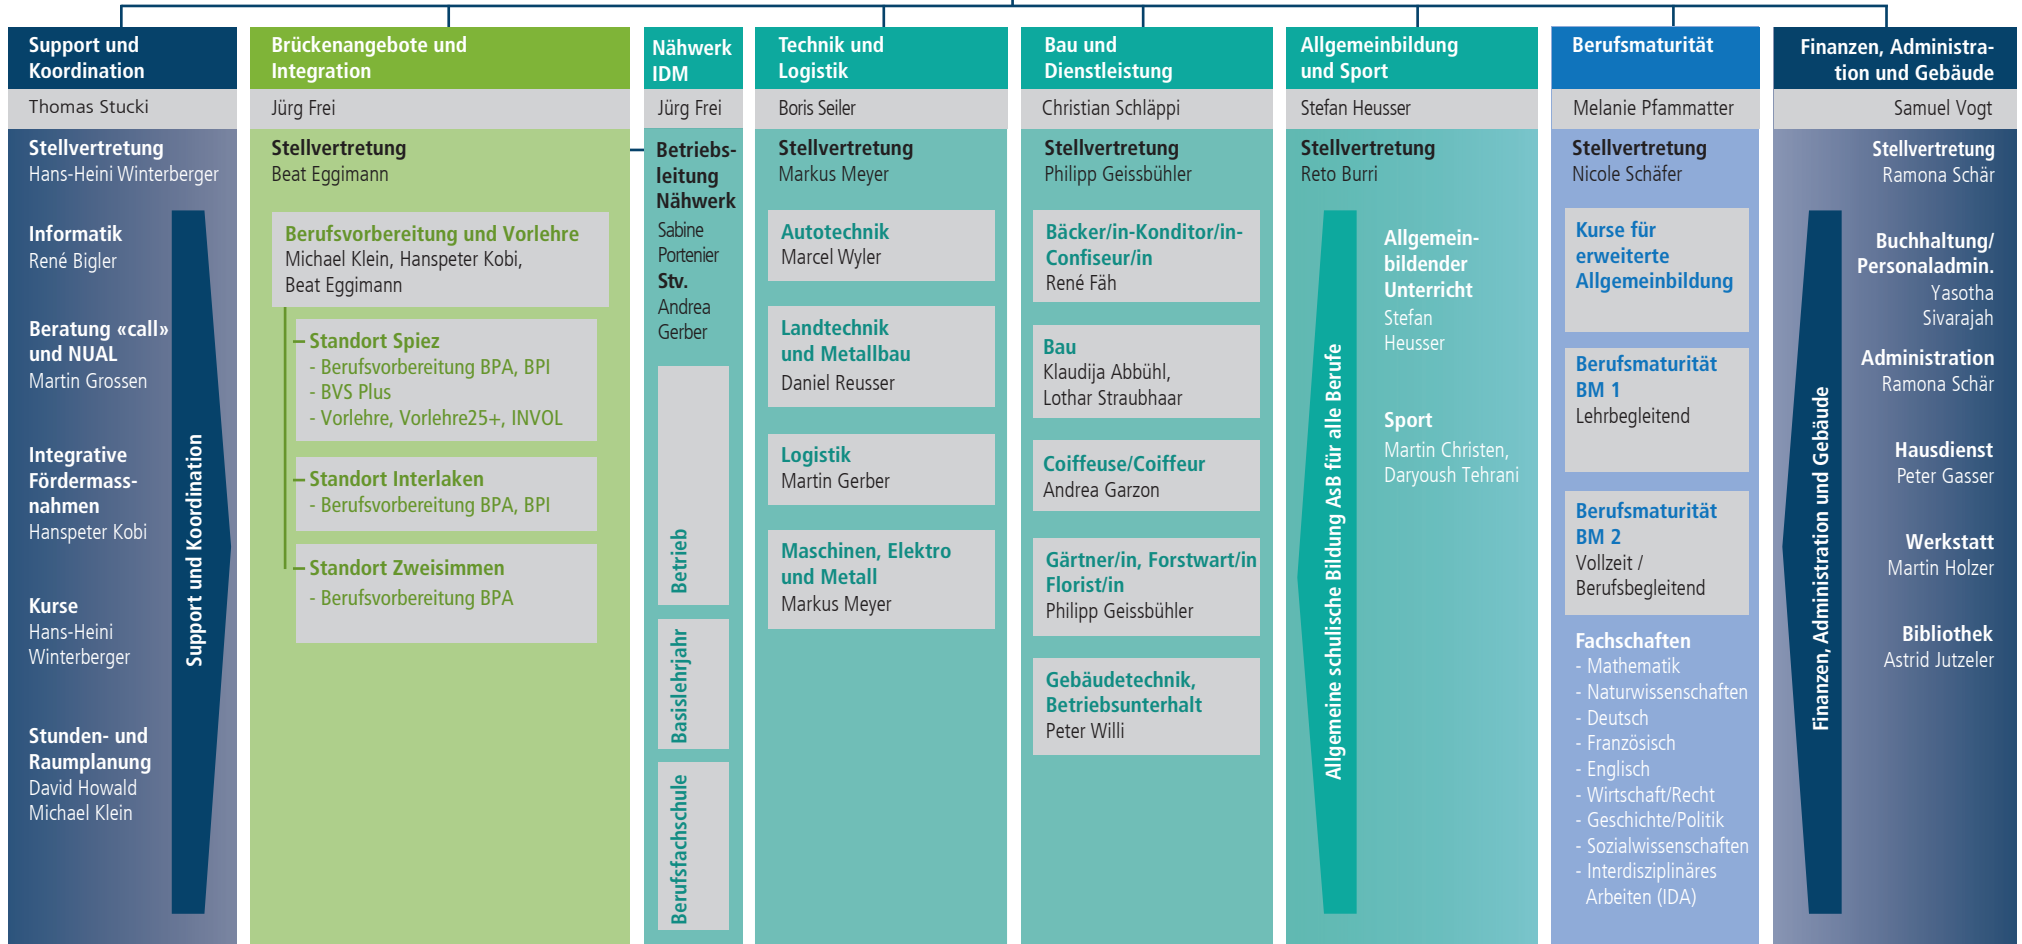 Support und
Koordination
Thomas Stucki
Stellvertretung
Hans-Heini Winterberger
Informatik
René Bigler
Beratung «call»
und NUAL
Martin Grossen
Integrative
Fördermass-
nahmen
Hanspeter Kobi
Kurse
Hans-Heini
Winterberger
Stunden- und
Raumplanung
David Howald
Michael Klein
Support und Koordination
Brückenangebote und
Integration
Jürg Frei
Stellvertretung
Beat Eggimann
Berufsvorbereitung und Vorlehre
Michael Klein, Hanspeter Kobi,
Beat Eggimann
Standort Spiez
- Berufsvorbereitung BPA, BPI
- BVS Plus
- Vorlehre, Vorlehre25+, INVOL
Standort Interlaken
- Berufsvorbereitung BPA, BPI
Standort Zweisimmen
- Berufsvorbereitung BPA
Nähwerk
IDM
Jürg Frei
Betriebs-
leitung
Nähwerk
Sabine
Portenier
Stv.
Andrea
Gerber
Betrieb
Basislehrjahr
Berufsfachschule
Technik und
Logistik
Boris Seiler
Stellvertretung
Markus Meyer
Autotechnik
Marcel Wyler
Landtechnik
und Metallbau
Daniel Reusser
Logistik
Martin Gerber
Maschinen, Elektro
und Metall
Markus Meyer
Bau und
Dienstleistung
Christian Schläppi
Stellvertretung
Philipp Geissbühler
Bäcker/in-Konditor/in-
Confiseur/in
René Fäh
Bau
Klaudija Abbühl,
Lothar Straubhaar
Coiffeuse/Coiffeur
Andrea Garzon
Gärtner/in, Forstwart/in
Florist/in
Philipp Geissbühler
Gebäudetechnik,
Betriebsunterhalt
Peter Willi
Allgemeinbildung
und Sport
Stefan Heusser
Stellvertretung
Reto Burri
Allgemeine schulische Bildung AsB für alle Berufe
Allgemein-
bildender
Unterricht
Stefan
Heusser
Sport
Martin Christen,
Daryoush Tehrani
Berufsmaturität
Melanie Pfammatter
Stellvertretung
Nicole Schäfer
Kurse für
erweiterte
Allgemeinbildung
Berufsmaturität
BM 1
Lehrbegleitend
Berufsmaturität
BM 2
Vollzeit /
Berufsbegleitend
Fachschaften
- Mathematik
- Naturwissenschaften
- Deutsch
- Französisch
- Englisch
- Wirtschaft/Recht
- Geschichte/Politik
- Sozialwissenschaften
- Interdisziplinäres
Arbeiten (IDA)
Finanzen, Administra-
tion und Gebäude
Samuel Vogt
Stellvertretung
Ramona Schär
Finanzen, Administration und Gebäude
Buchhaltung/
Personaladmin.
Yasotha
Sivarajah
Administration
Ramona Schär
Hausdienst
Peter Gasser
Werkstatt
Martin Holzer
Bibliothek
Astrid Jutzeler